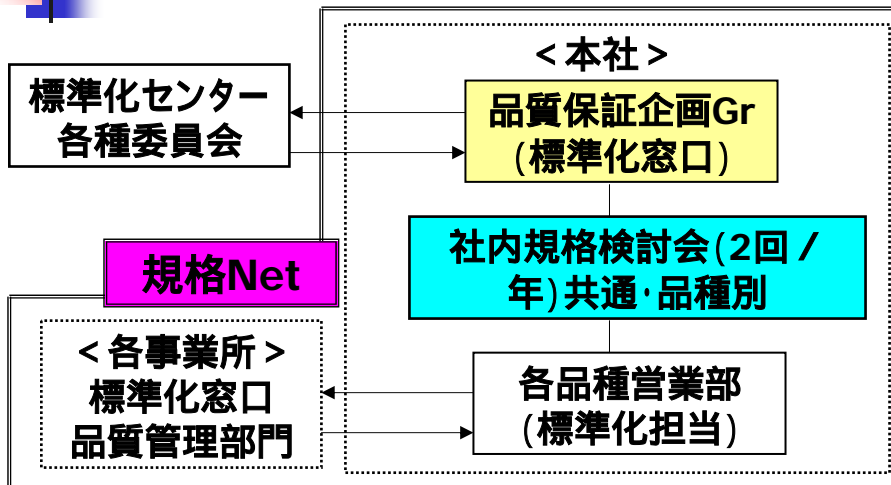 ＜本社＞
標準化センター
各種委員会
品質保証企画Gr
(標準化窓口)
社内規格検討会(2回／
年)共通・品種別
規格Net
＜各事業所＞
標準化窓口
品質管理部門
各品種営業部
(標準化担当)